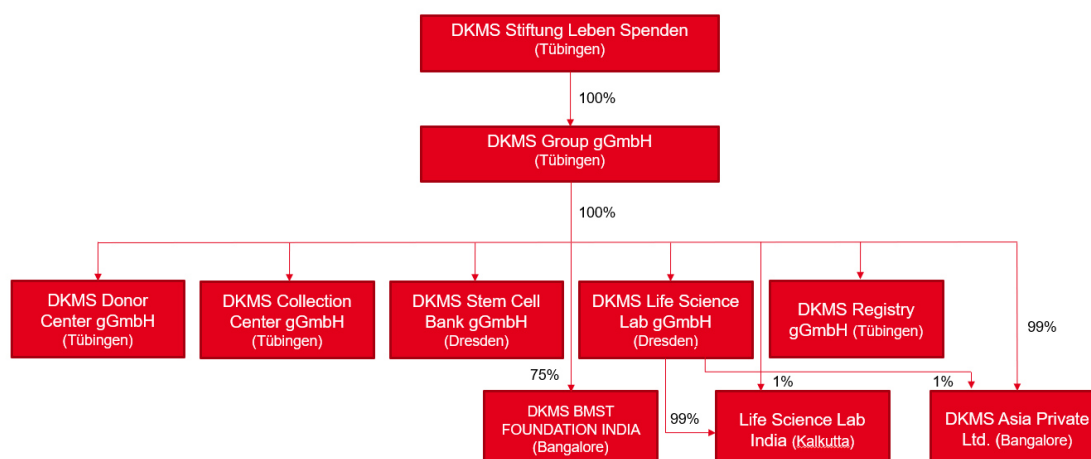 DKMS Stiftung Leben Spenden
(Tübingen)
100%
DKMS Group gGmbH
(Tübingen)
100%
DKMS Donor
Center gGmbH
(Tübingen)
DKMS Collection
Center gGmbH
(Tübingen)
DKMS Stem Cell
Bank gGmbH
(Dresden)
DKMS Life Science
Lab gGmbH
(Dresden)
DKMS Registry
gGmbH (Tübingen)
99%
75%
1%
1%
DKMS BMST
FOUNDATION INDIA
(Bangalore)
99%
Life Science Lab
India (Kalkutta)
DKMS Asia Private
Ltd. (Bangalore)